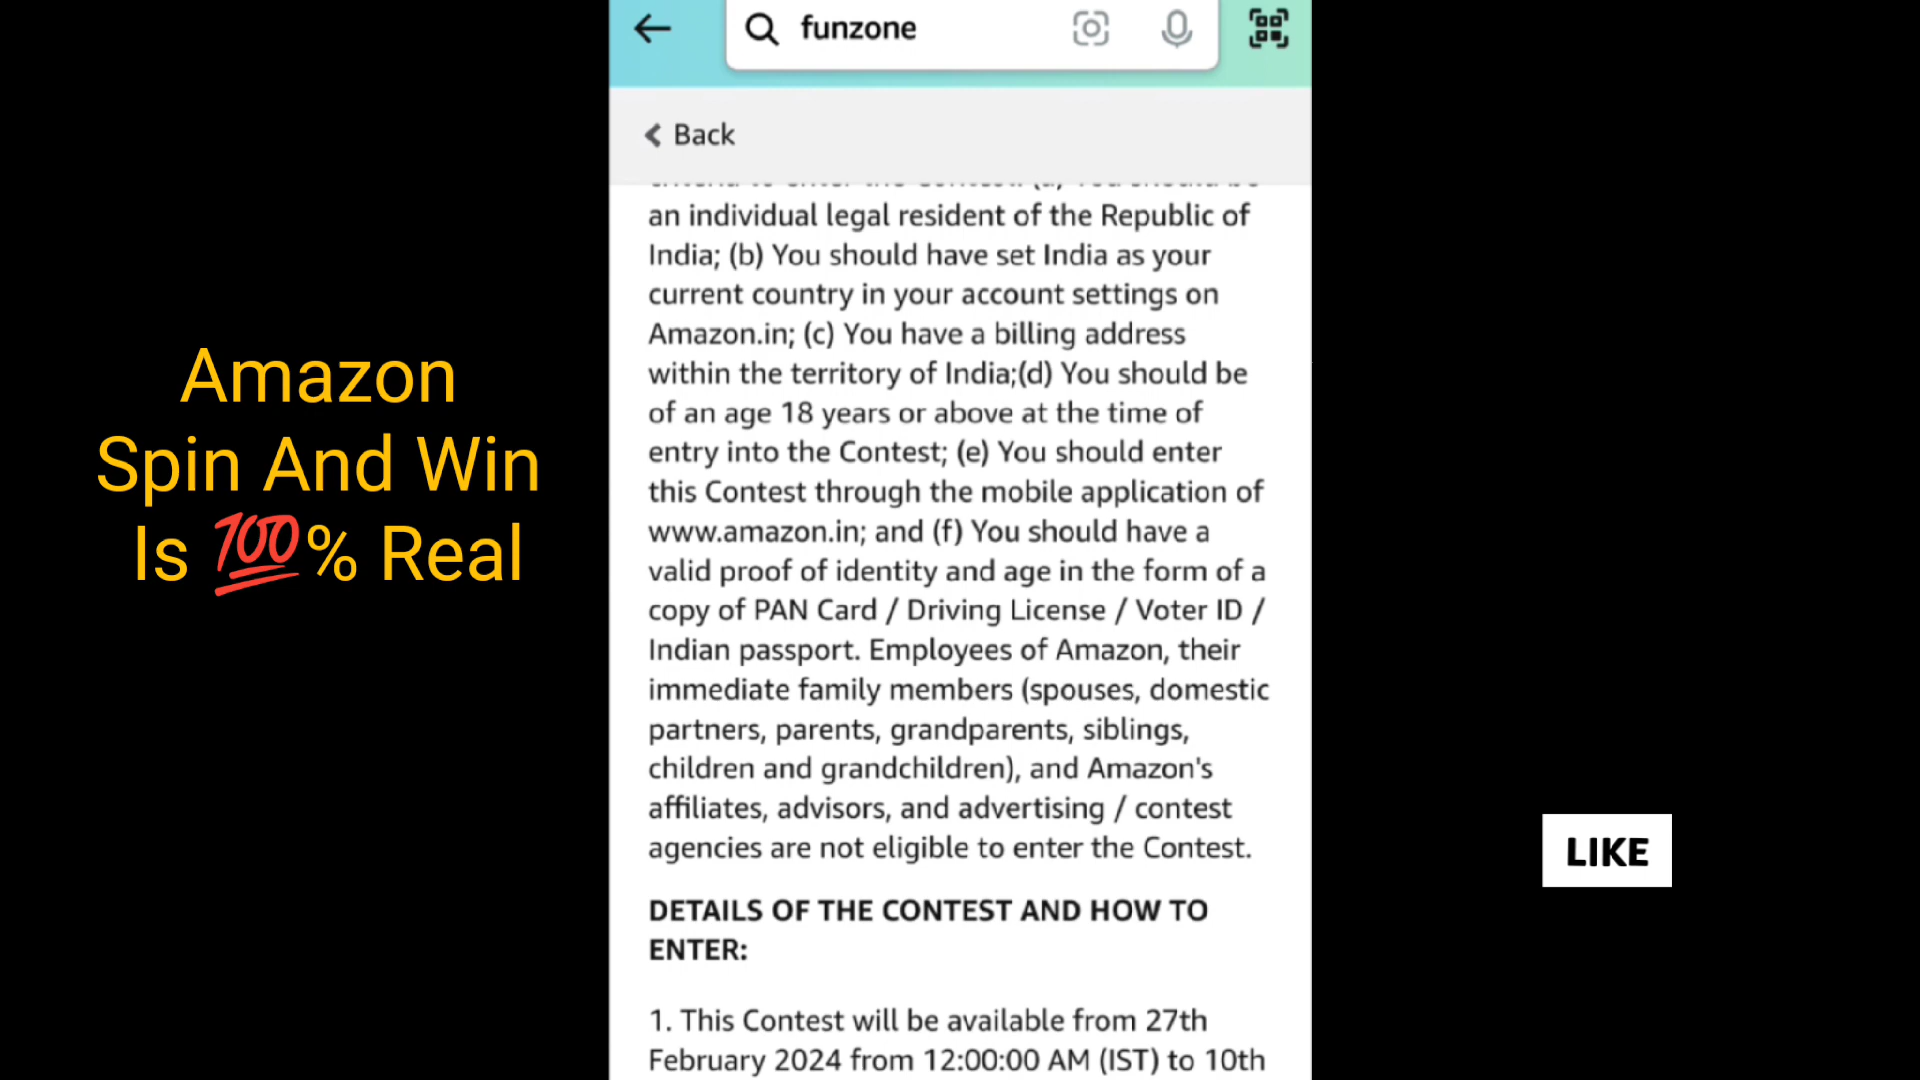 funzone
Back
an individual legal resident of the Republic of
India; (b) You should have set India as your
current country in your account settings on
Amazon.in; (c) You have a billing address
within the territory of India;(d) You should be
of an age 18 years or above at the time of
entry into the Contest; (e) You should enter
this Contest through the mobile application of
www.amazon.in; and (f) You should have a
valid proof of identity and age in the form of a
copy of PAN Card / Driving License / Voter ID /
Indian passport. Employees of Amazon, their
immediate family members (spouses, domestic
partners, parents, grandparents, siblings,
children and grandchildren), and Amazon's
affiliates, advisors, and advertising / contest
agencies are not eligible to enter the Contest.
DETAILS OF THE CONTEST AND HOW TO
ENTER:
1. This Contest will be available from 27th
February 2024 from 12:00:00 AM (IST) to 10th
Amazon
Spin And Win
Is 💯% Real
LIKE